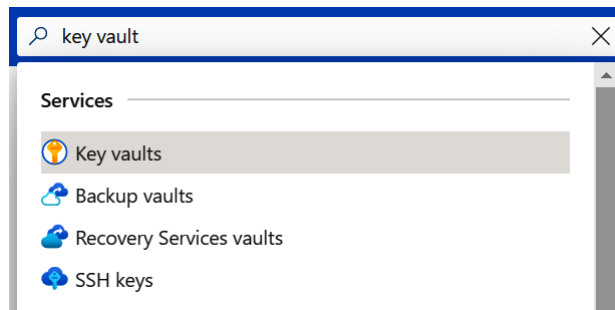 key vault
Services
Key vaults
Backup vaults
Recovery Services vaults
SSH keys